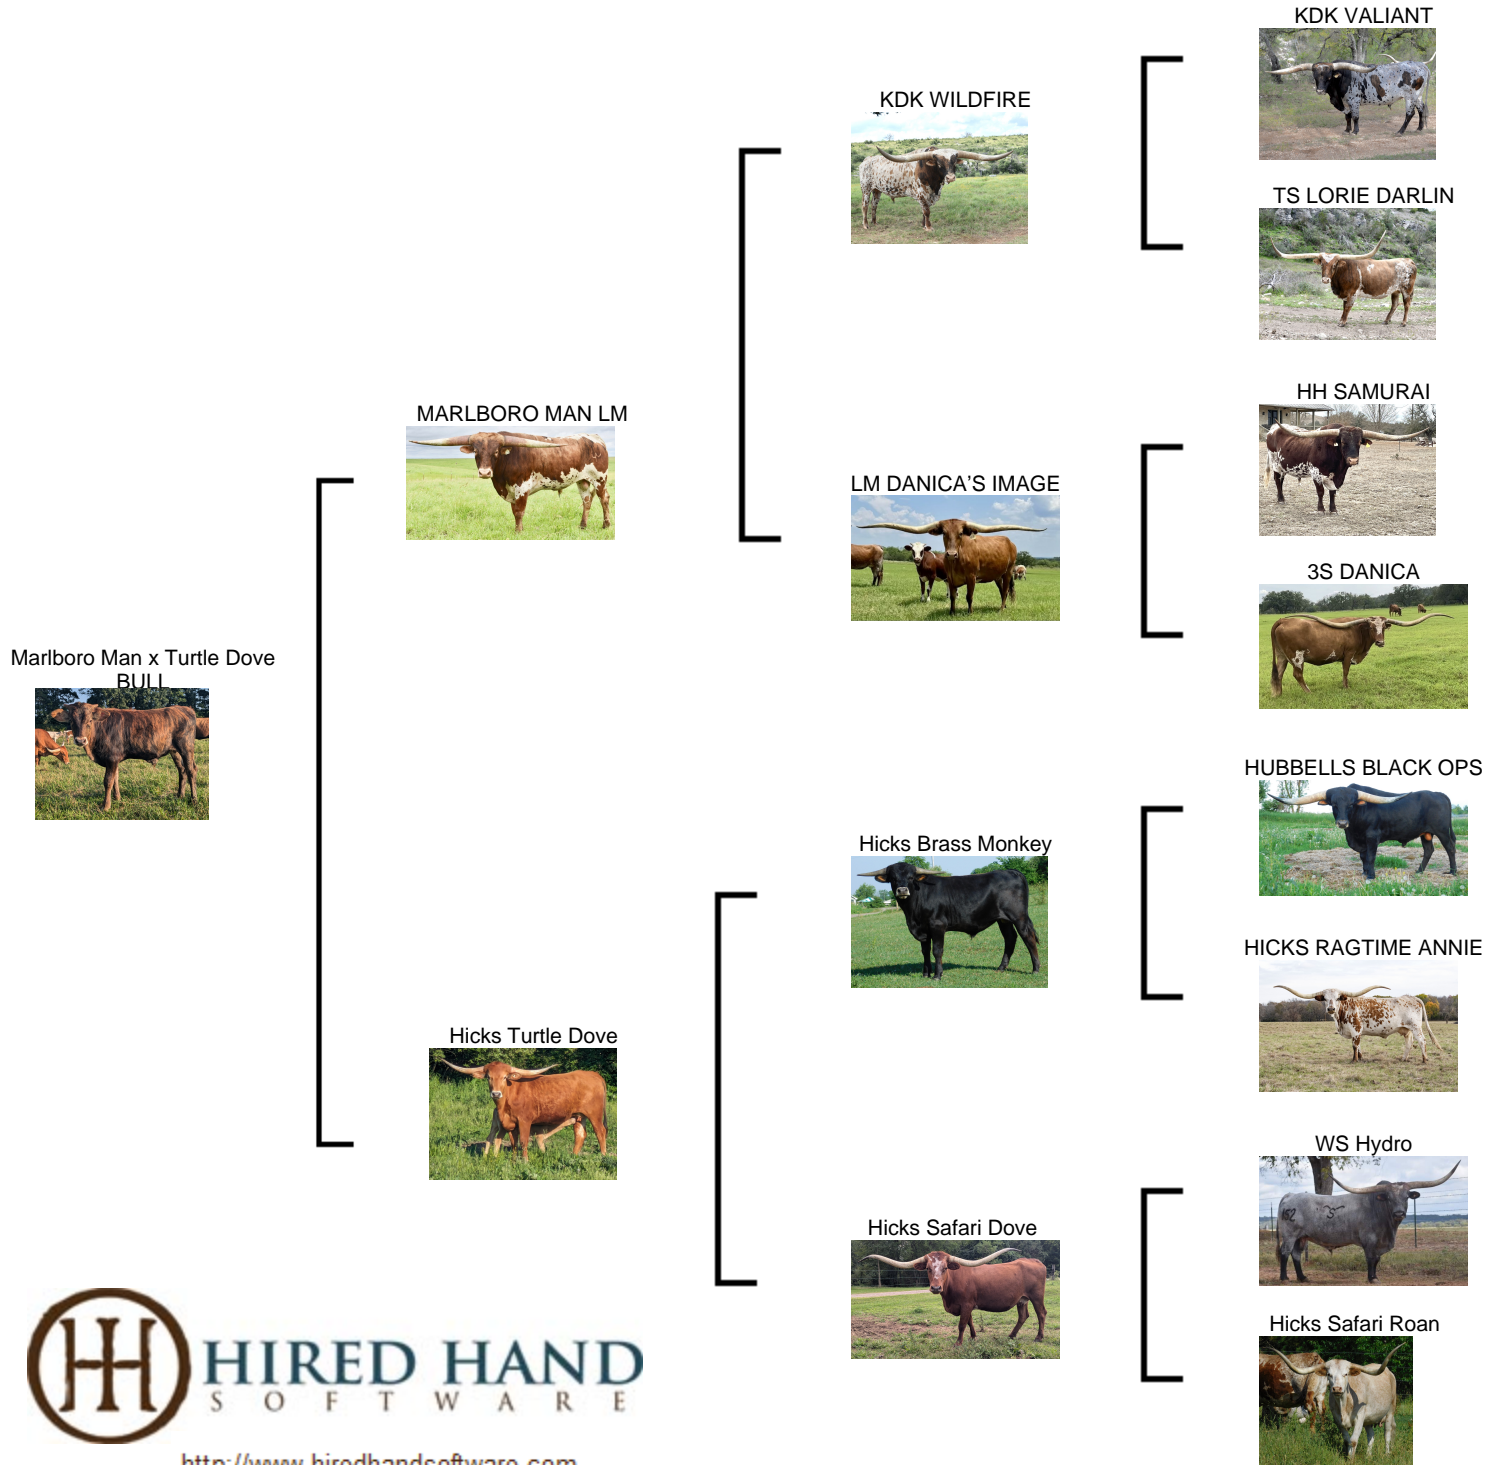 KDK VALIANT
KDK WILDFIRE
TS LORIE DARLIN
MARLBORO MAN LM
HH SAMURAI
LM DANICA'S IMAGE
3S DANICA
Marlboro Man x Turtle Dove
BULL
HUBBELLS BLACK OPS
Hicks Brass Monkey
HICKS RAGTIME ANNIE
Hicks Turtle Dove
WS Hydro
Hicks Safari Dove
Hicks Safari Roan
HIRED HAND
SOFTWARE
http://www.hiredhandsoftware.com